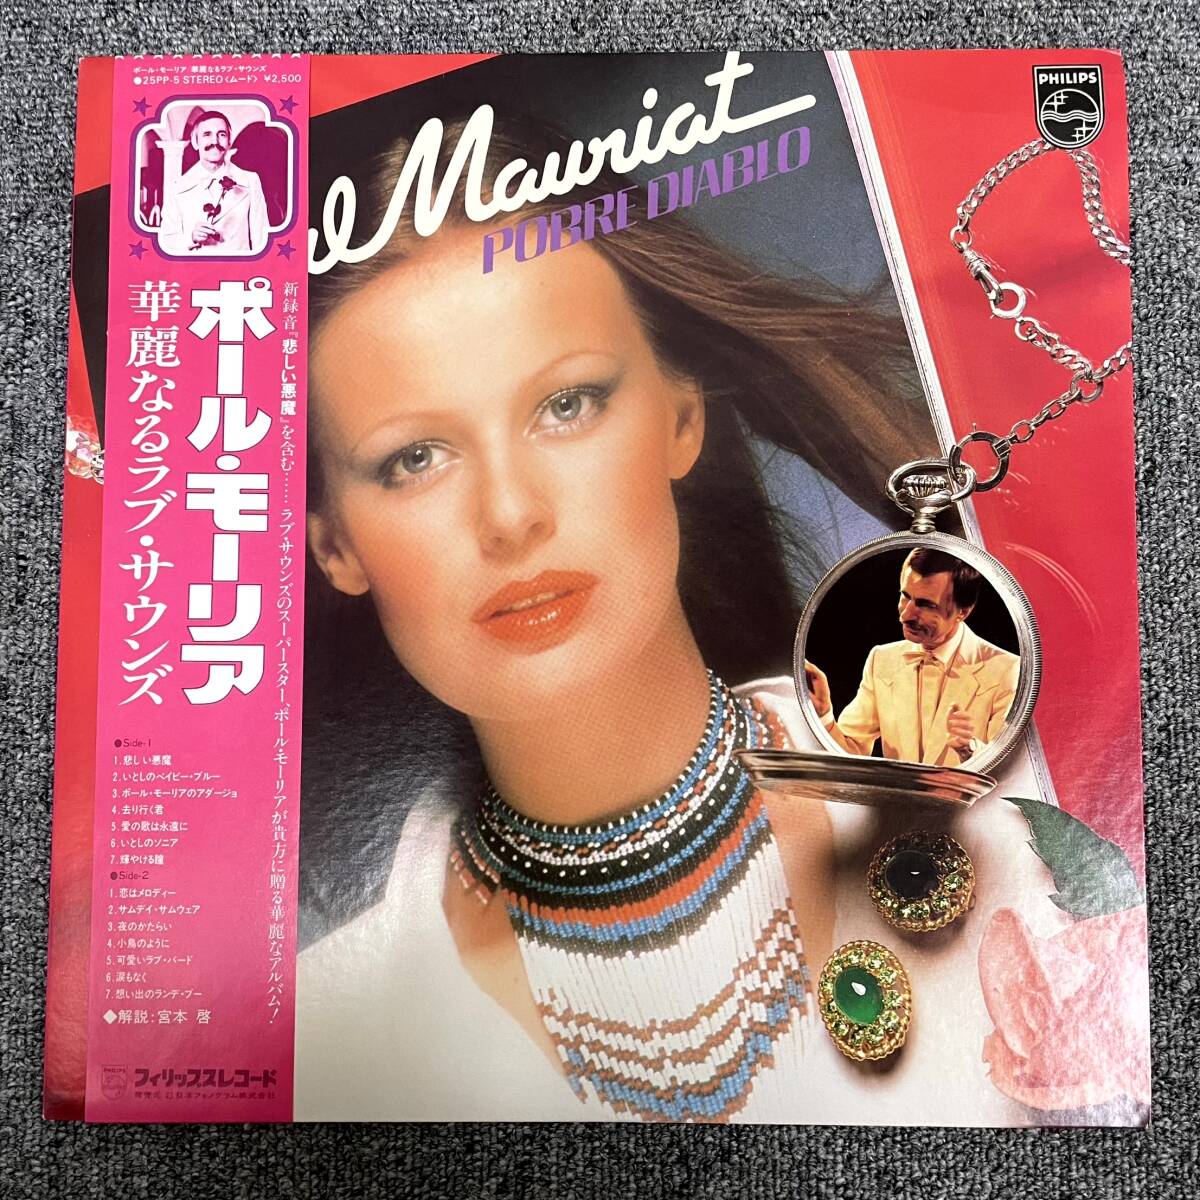 ポール・モーリア 華麗なるラブ・サウンズ
●25PP-5 STEREO〈ムード〉 ¥2,500
ポール・モーリア
華麗なるラブ・サウンズ
新録音『悲しい悪魔』を含む……ラブ・サウンズのスーパースター、ポール・モーリアが貴方に贈る華麗なアルバム!
●Side-1
1. 悲しい悪魔
2. いとしのベイビー・ブルー
3. ポール・モーリアのアダージョ
4. 去り行く君
5. 愛の歌は永遠に
6. いとしのソニア
7. 輝やける瞳
●Side-2
1. 恋はメロディー
2. サムデイ・サムウェア
3. 夜のかたらい
4. 小鳥のように
5. 可愛いラブ・バード
6. 涙もなく
7. 想い出のランデ・ブー
◆解説:宮本 啓
PHILIPS
フィリップスレコード
発売元 日本フォノグラム株式会社
ul Mauriat
POBRE DIABLO
PHILIPS